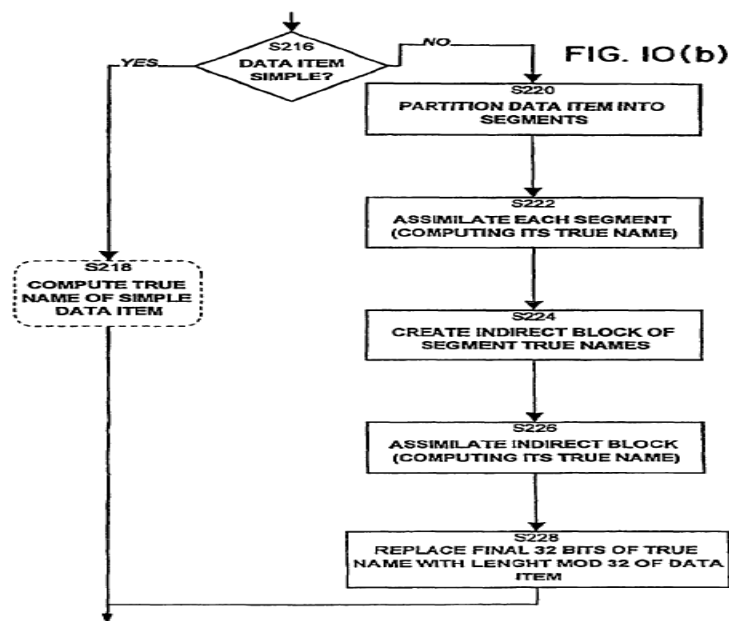 S216
DATA ITEM
SIMPLE?
YES
NO
FIG. 10(b)
S220
PARTITION DATA ITEM INTO
SEGMENTS
S222
ASSIMILATE EACH SEGMENT
(COMPUTING ITS TRUE NAME)
S218
COMPUTE TRUE
NAME OF SIMPLE
DATA ITEM
S224
CREATE INDIRECT BLOCK OF
SEGMENT TRUE NAMES
S226
ASSIMILATE INDIRECT BLOCK
(COMPUTING ITS TRUE NAME)
S228
REPLACE FINAL 32 BITS OF TRUE
NAME WITH LENGHT MOD 32 OF DATA
ITEM